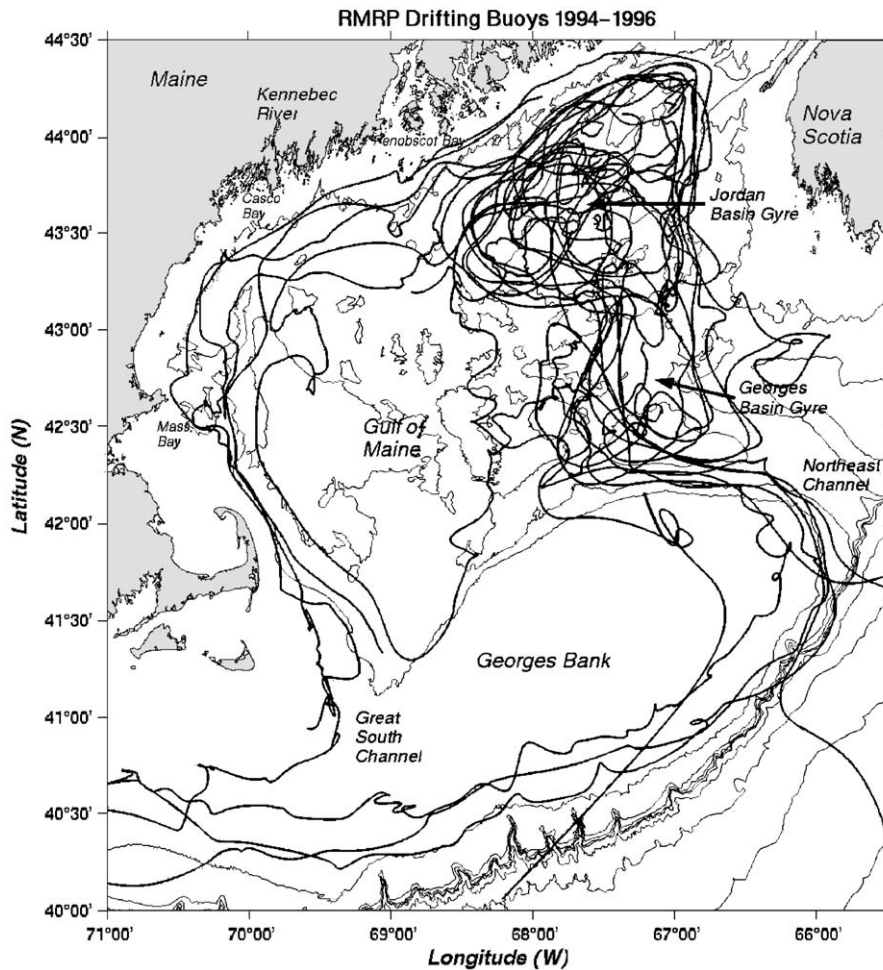 RMRP Drifting Buoys 1994–1996
44°30'
44°00'
43°30'
43°00'
42°30'
42°00'
41°30'
41°00'
40°30'
40°00'
Latitude (N)
Maine
Kennebec
River
Penobscot Bay
Casco
Bay
Nova
Scotia
Jordan
Basin Gyre
Georges
Basin Gyre
Mass.
Bay
Gulf of
Maine
Northeast
Channel
Georges Bank
Great
South
Channel
71°00'
70°00'
69°00'
68°00'
67°00'
66°00'
Longitude (W)